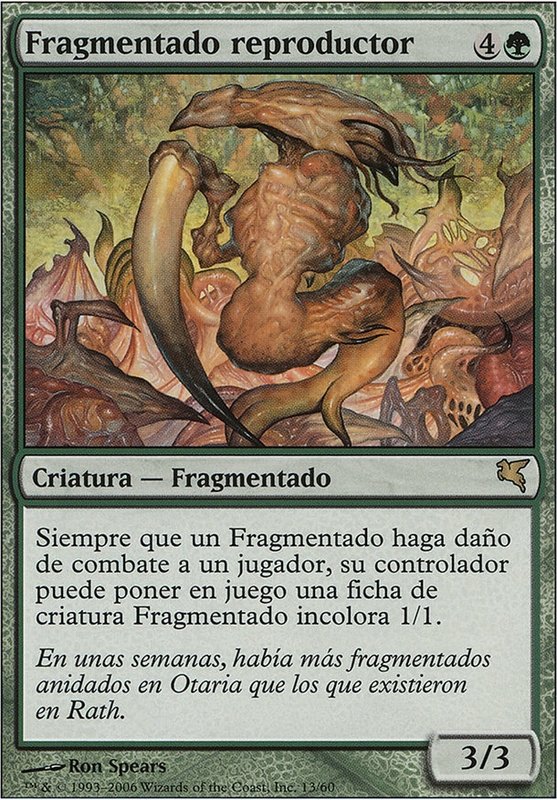 Fragmentado reproductor 4
Criatura — Fragmentado
Siempre que un Fragmentado haga daño
de combate a un jugador, su controlador
puede poner en juego una ficha de
criatura Fragmentado incolora 1/1.
En unas semanas, había más fragmentados
anidados en Otaria que los que existieron
en Rath.
3/3
Ron Spears
™ & © 1993–2006 Wizards of the Coast, Inc. 13/60